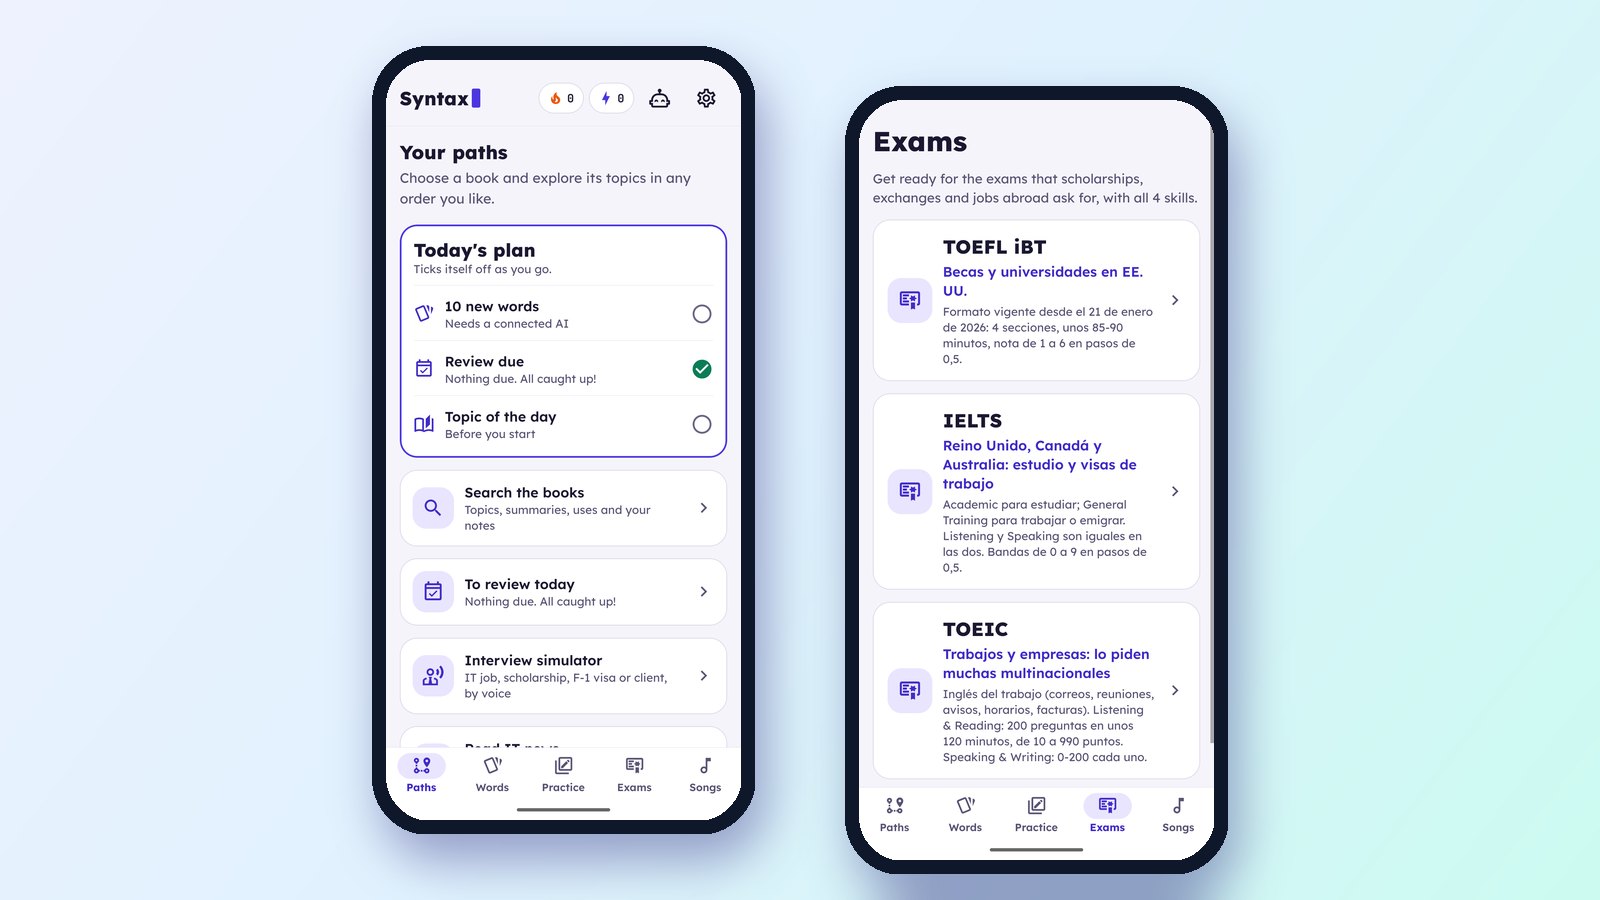 Syntax
0
0
Your paths
Choose a book and explore its topics in any
order you like.
Today's plan
Ticks itself off as you go.
10 new words
Needs a connected AI
Review due
Nothing due. All caught up!
Topic of the day
Before you start
Search the books
Topics, summaries, uses and your
notes
To review today
Nothing due. All caught up!
Interview simulator
IT job, scholarship, F-1 visa or client,
by voice
Read IT news
Paths
Words
Practice
Exams
Songs
Exams
Get ready for the exams that scholarships,
exchanges and jobs abroad ask for, with all 4 skills.
TOEFL iBT
Becas y universidades en EE.
UU.
Formato vigente desde el 21 de enero
de 2026: 4 secciones, unos 85-90
minutos, nota de 1 a 6 en pasos de
0,5.
IELTS
Reino Unido, Canadá y
Australia: estudio y visas de
trabajo
Academic para estudiar; General
Training para trabajar o emigrar.
Listening y Speaking son iguales en
las dos. Bandas de 0 a 9 en pasos de
0,5.
TOEIC
Trabajos y empresas: lo piden
muchas multinacionales
Inglés del trabajo (correos, reuniones,
avisos, horarios, facturas). Listening
& Reading: 200 preguntas en unos
120 minutos, de 10 a 990 puntos.
Speaking & Writing: 0-200 cada uno.
Paths
Words
Practice
Exams
Songs